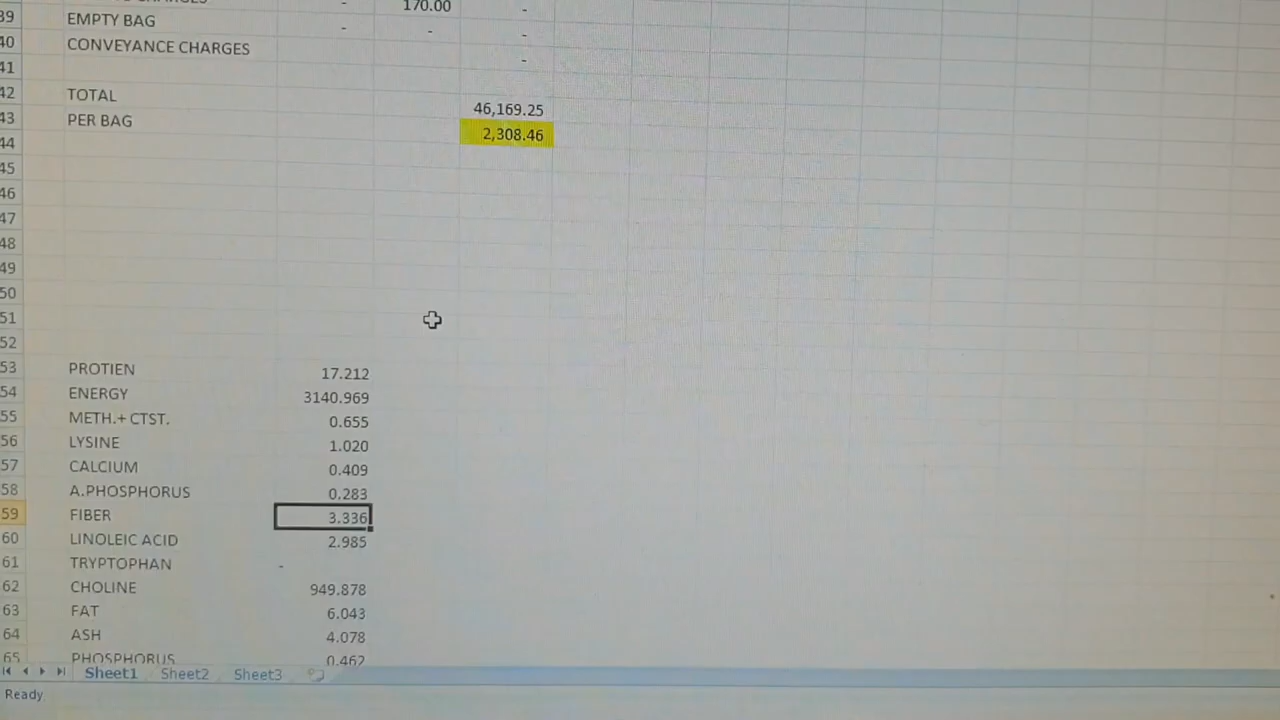 170.00 -
39 EMPTY BAG - - -
40 CONVEYANCE CHARGES -
41
42 TOTAL 46,169.25
43 PER BAG 2,308.46
44
45
46
47
48
49
50
51
52
53 PROTIEN 17.212
54 ENERGY 3140.969
55 METH.+ CTST. 0.655
56 LYSINE 1.020
57 CALCIUM 0.409
58 A.PHOSPHORUS 0.283
59 FIBER 3.336
60 LINOLEIC ACID 2.985
61 TRYPTOPHAN -
62 CHOLINE 949.878
63 FAT 6.043
64 ASH 4.078
65 PHOSPHORUS 0.462
Sheet1 Sheet2 Sheet3
Ready